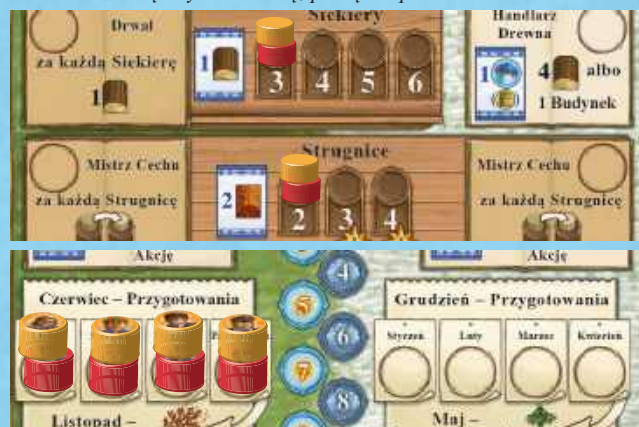 Drwal
za każdą Siekierę
1
Siekiery
1
3 4 5 6
Handlarz
Drewna
1
4 albo
1 Budynek
Mistrz Cechu
za każdą Strugnicę
Strugnice
2
2 3 4
Mistrz Cechu
za każdą Strugnicę
Akcję
4
5
6
7
8
Akcję
Czerwiec – Przygotowania
Listopad –
Grudzień – Przygotowania
Styczeń Luty Marzec Kwiecień
Maj –